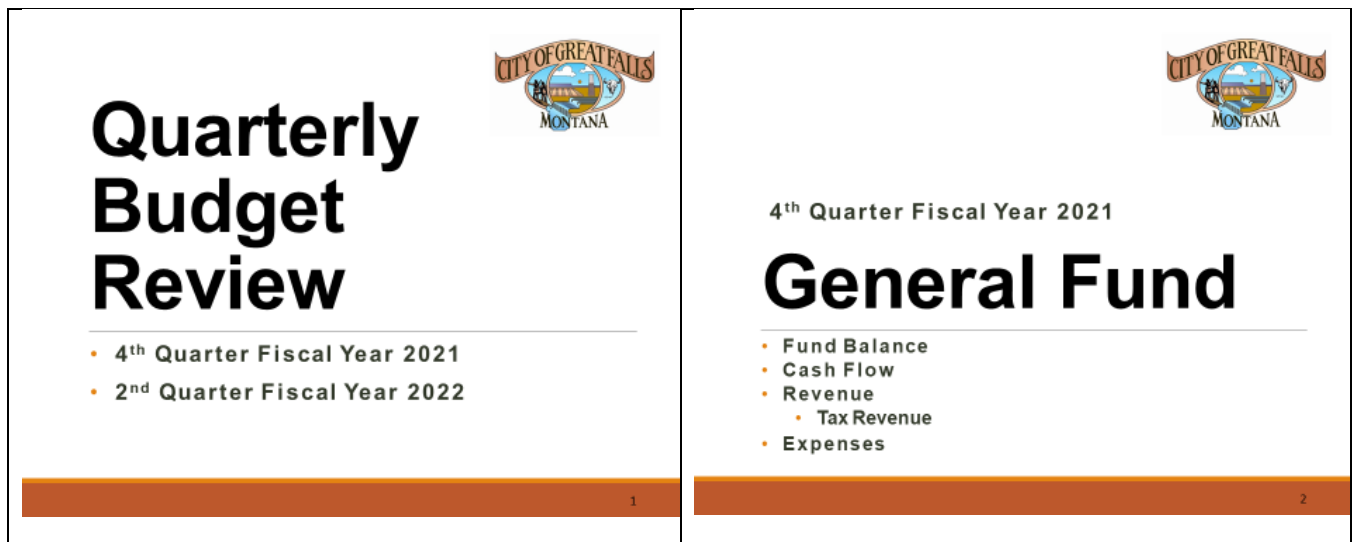 CITY OF GREAT FALLS
MONTANA
Quarterly
Budget
Review
• 4th Quarter Fiscal Year 2021
• 2nd Quarter Fiscal Year 2022
1
CITY OF GREAT FALLS
MONTANA
4th Quarter Fiscal Year 2021
General Fund
• Fund Balance
• Cash Flow
• Revenue
• Tax Revenue
• Expenses
2